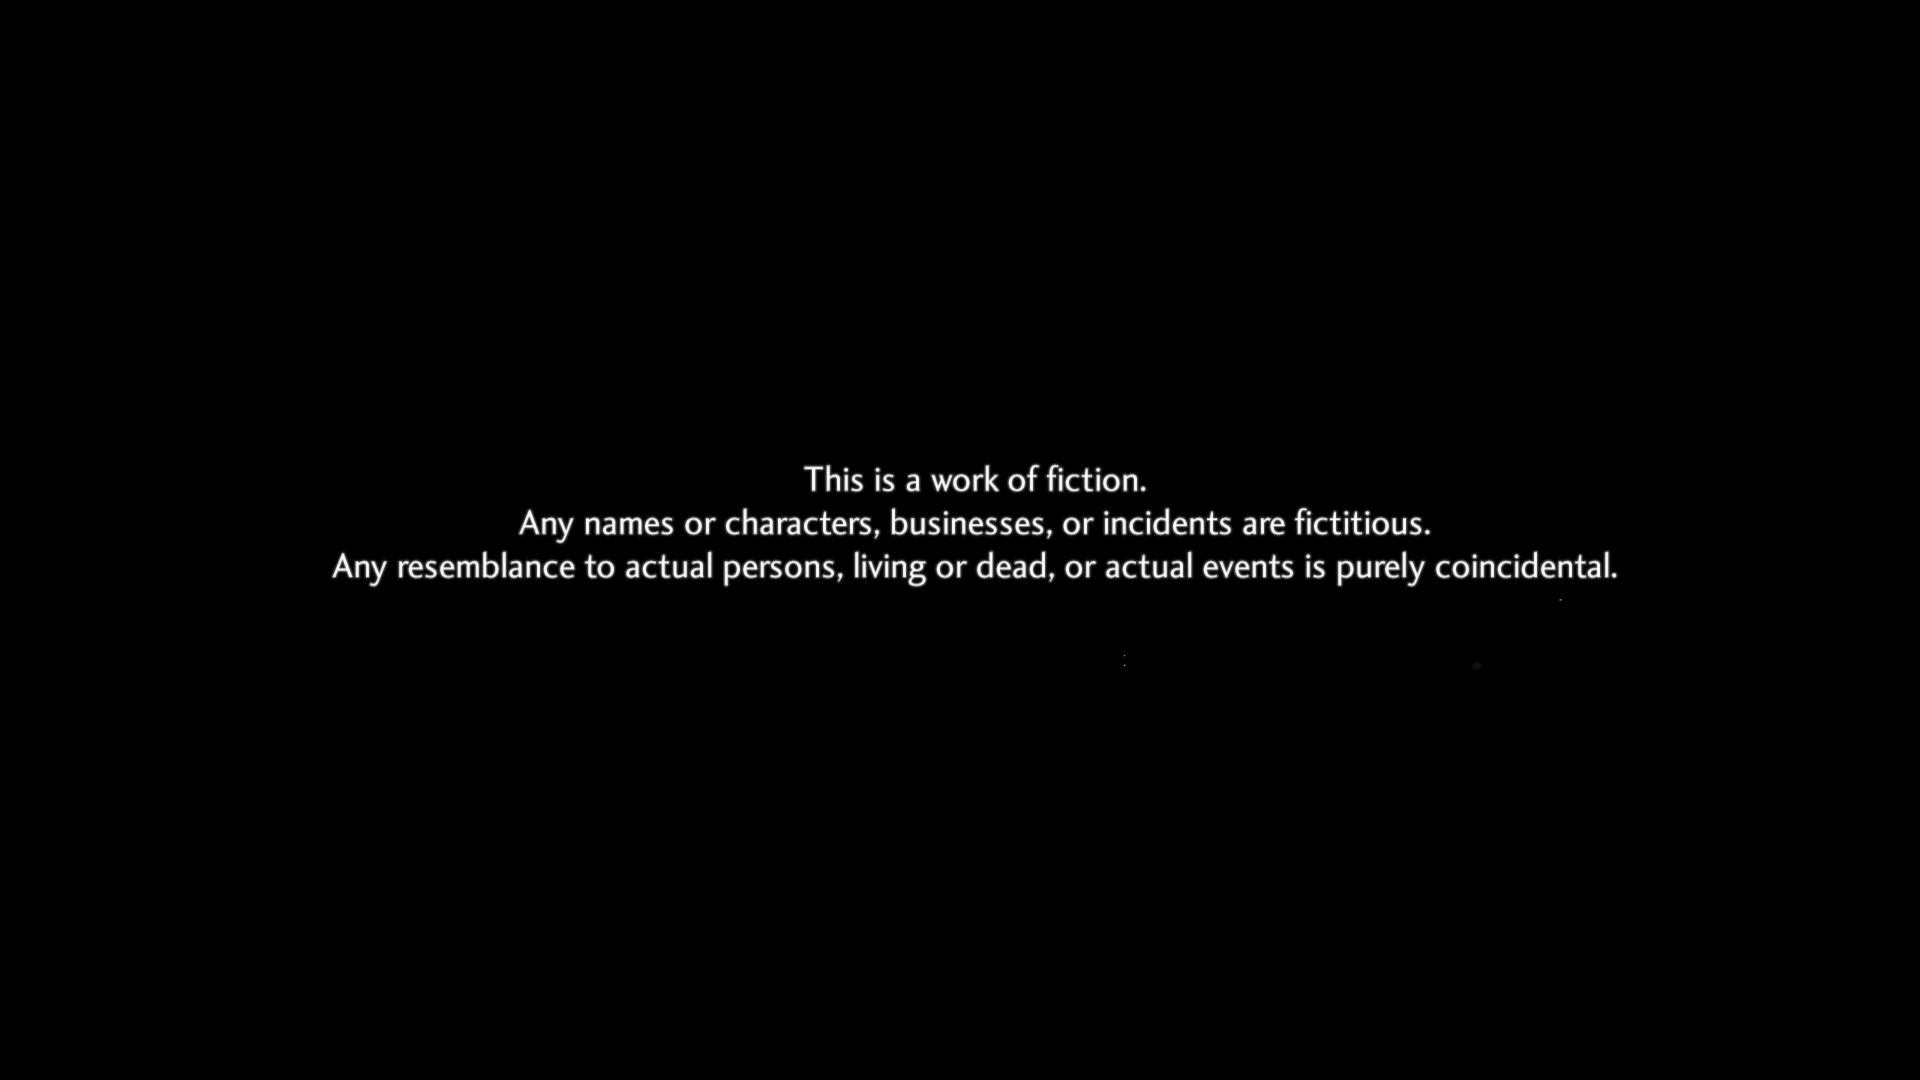 This is a work of fiction.
Any names or characters, businesses, or incidents are fictitious.
Any resemblance to actual persons, living or dead, or actual events is purely coincidental.